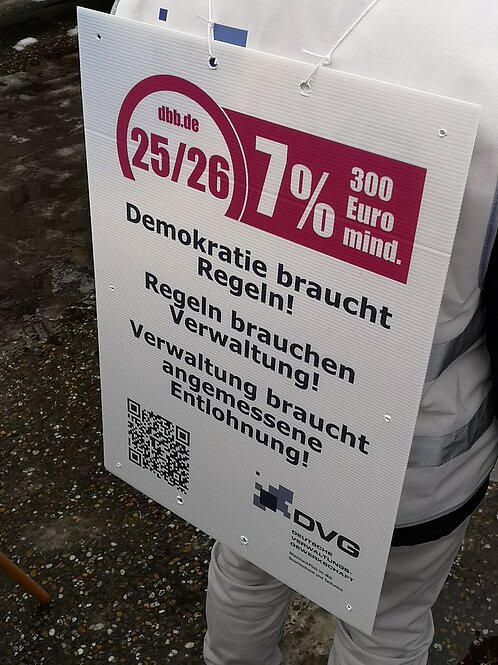 dbb.de
25/26
7%
300
Euro
mind.
Demokratie braucht
Regeln!
Regeln brauchen
Verwaltung!
Verwaltung braucht
angemessene
Entlohnung!
DVG
DEUTSCHE
VERWALTUNGS-
GEWERKSCHAFT